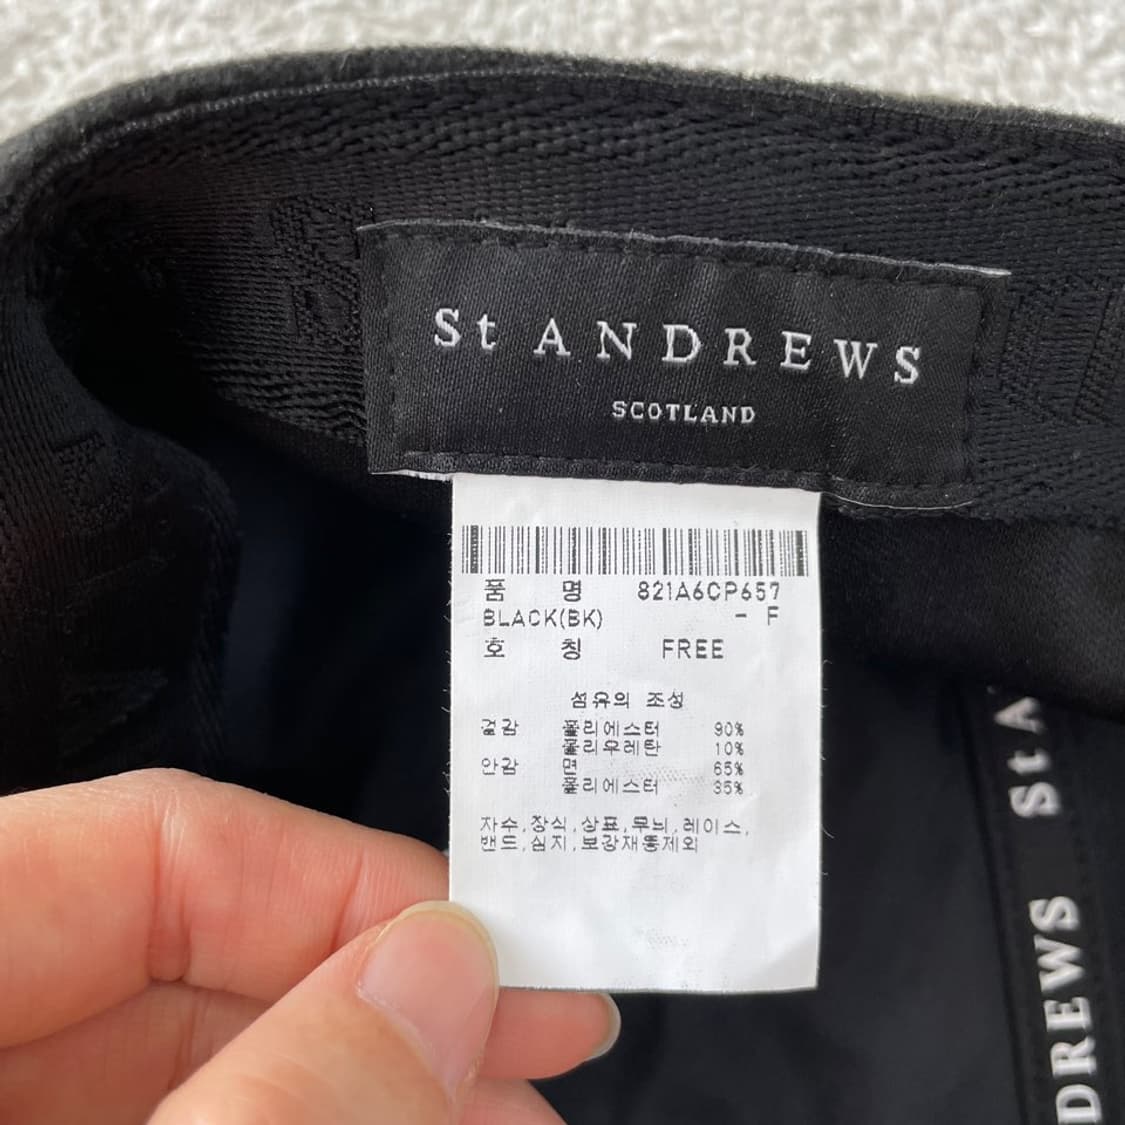 St ANDREWS
SCOTLAND
품 명 821A6CP657
BLACK(BK) - F
호 칭 FREE
섬유의 조성
겉감 폴리에스터 90%
폴리우레탄 10%
안감 면 65%
폴리에스터 35%
자수,장식,상표,무늬,레이스,
밴드,심지,보강재등제외
St A
DREWS